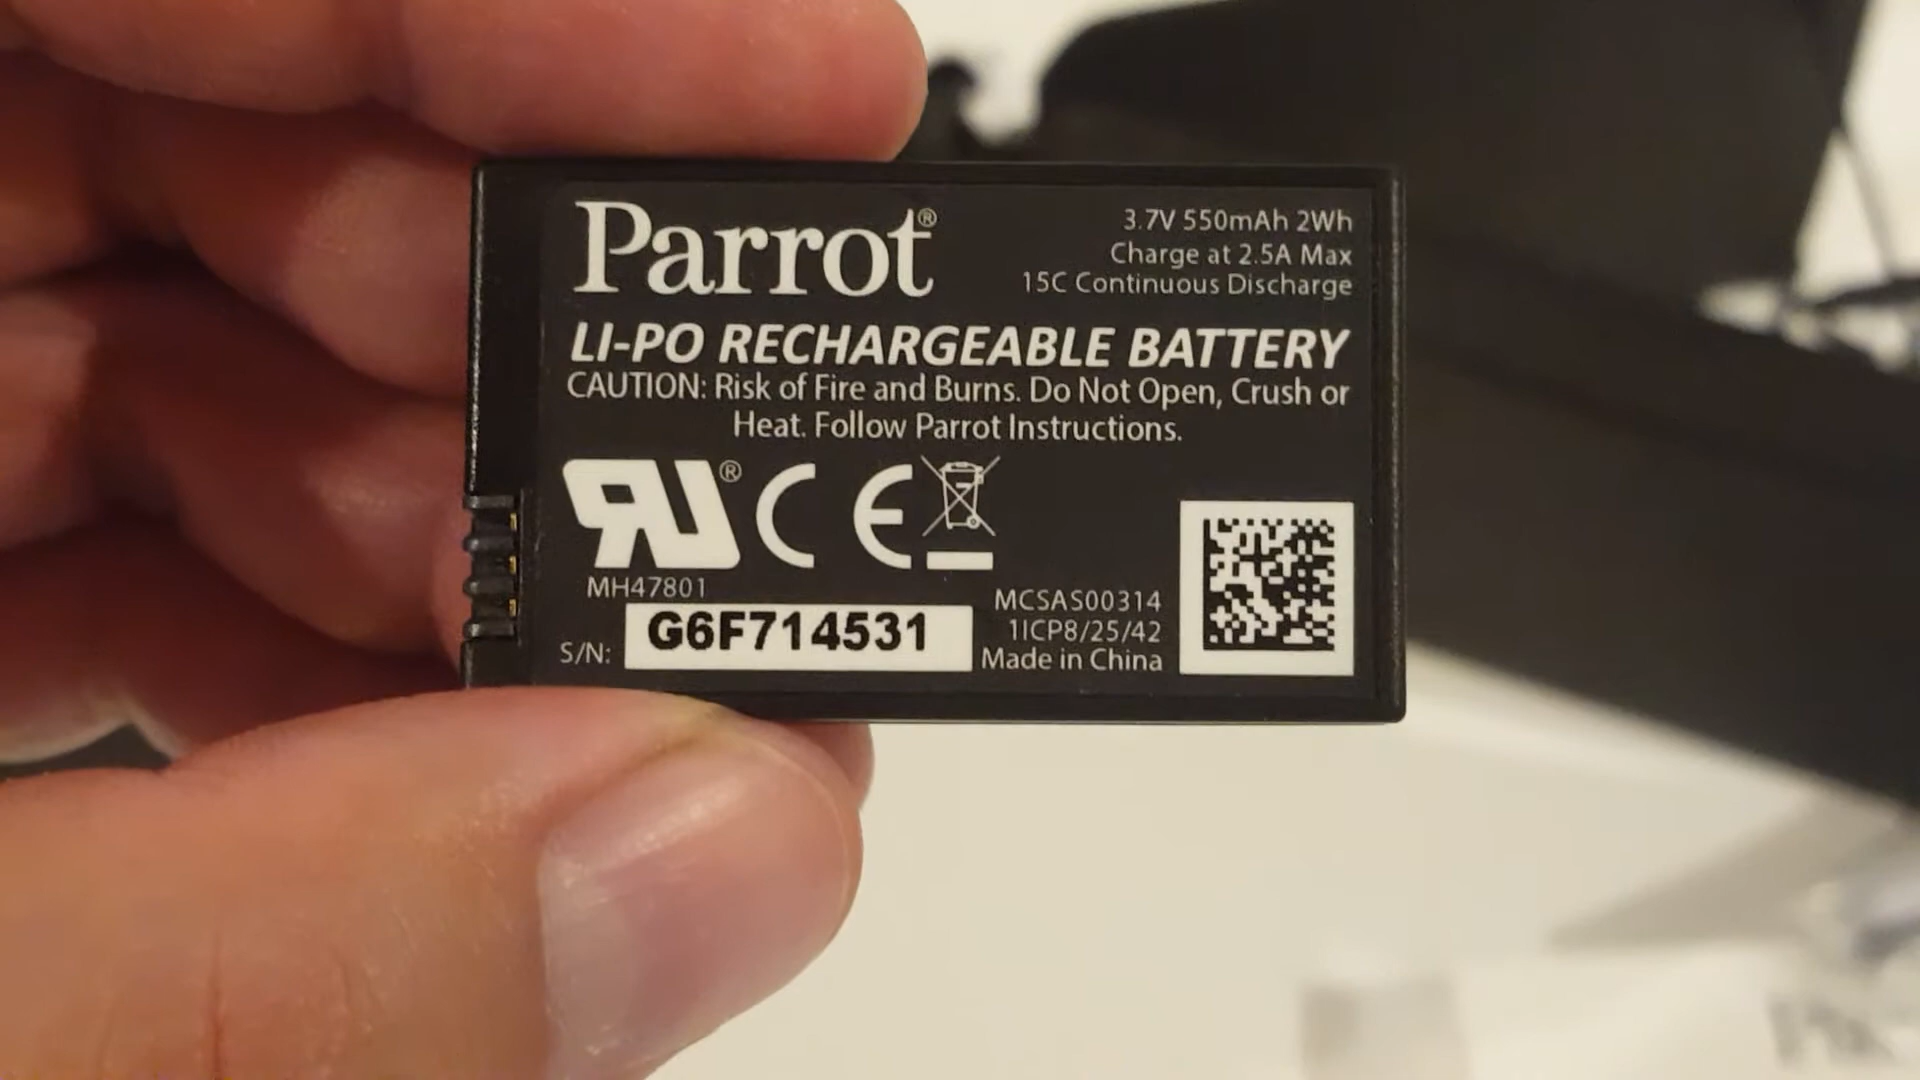 Parrot®
3.7V 550mAh 2Wh
Charge at 2.5A Max
15C Continuous Discharge
LI-PO RECHARGEABLE BATTERY
CAUTION: Risk of Fire and Burns. Do Not Open, Crush or
Heat. Follow Parrot Instructions.
RU® CE
MH47801
S/N: G6F714531
MCSAS00314
1ICP8/25/42
Made in China